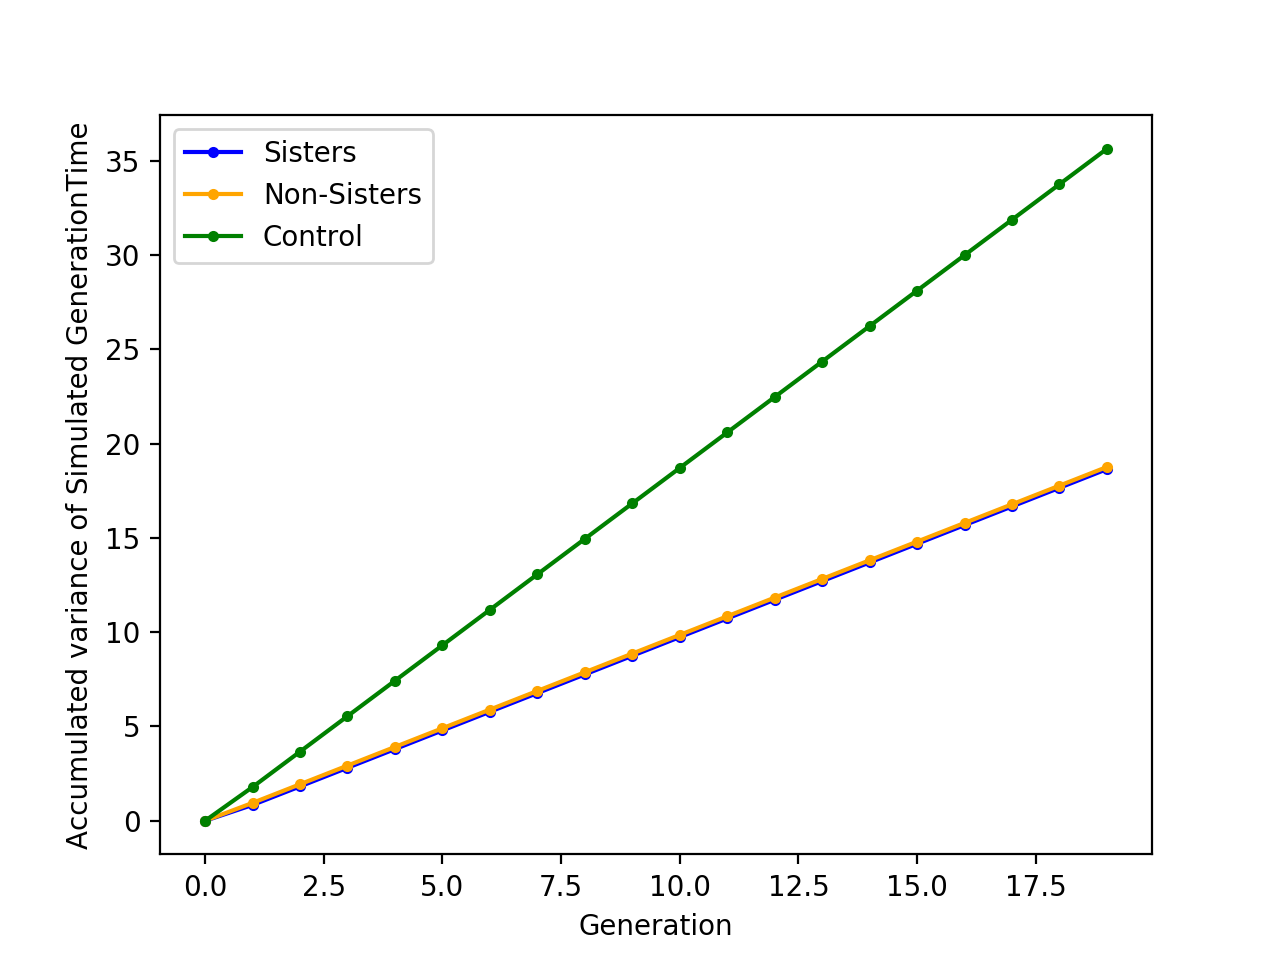 Accumulated variance of Simulated GenerationTime
35
30
25
20
15
10
5
0
Sisters
Non-Sisters
Control
0.0 2.5 5.0 7.5 10.0 12.5 15.0 17.5
Generation